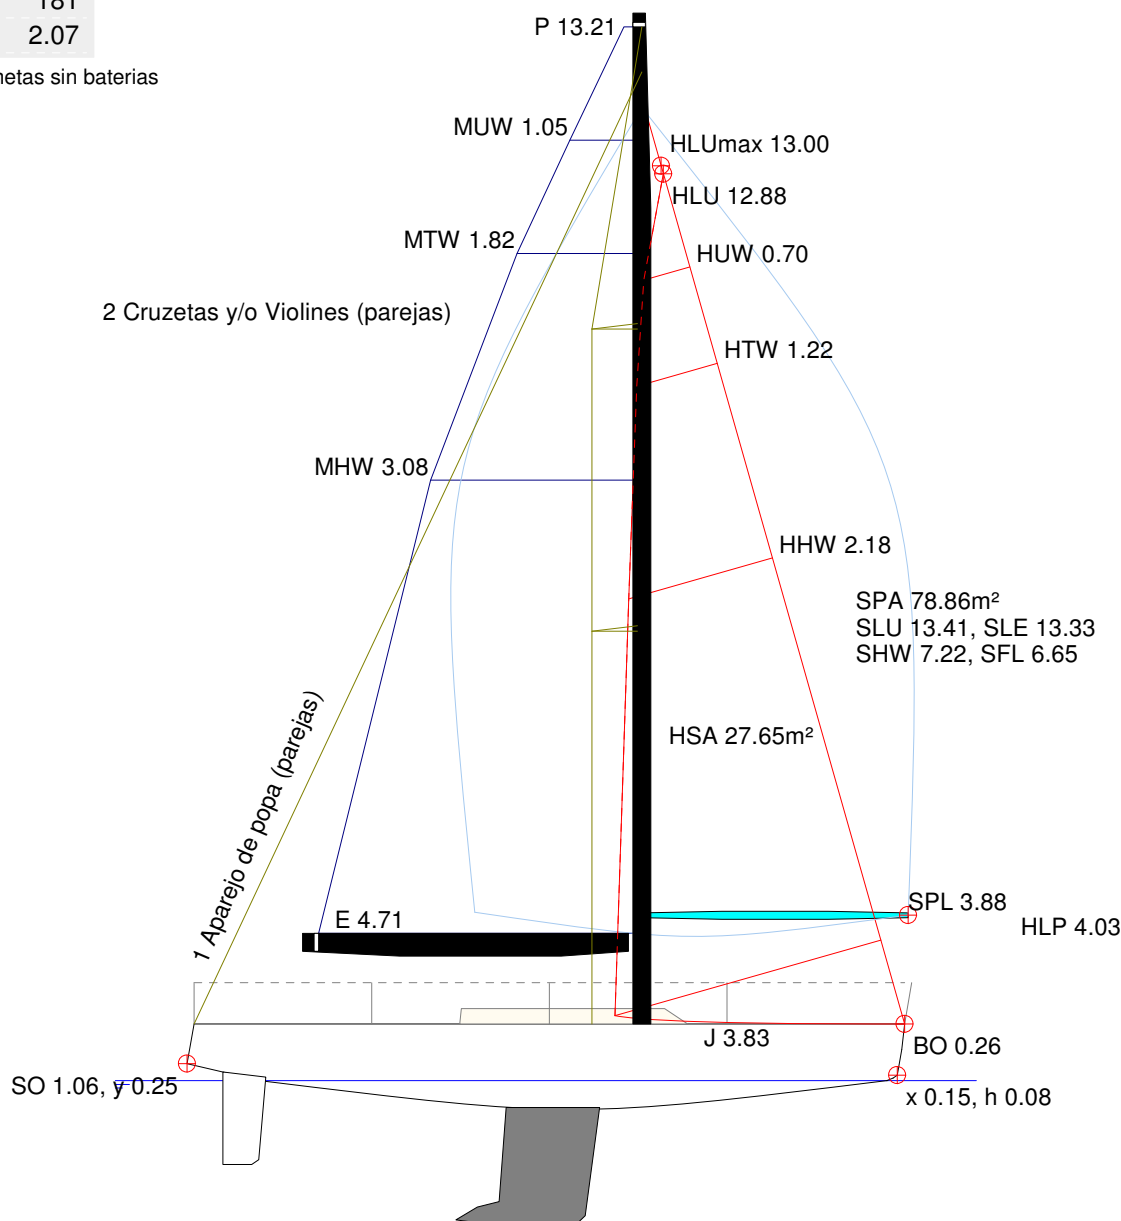 2.07
sin baterias
P 13.21
MUW 1.05
HLUmax 13.00
HLU 12.88
MTW 1.82
HUW 0.70
2 Cruzetas y/o Violines (parejas)
HTW 1.22
MHW 3.08
HHW 2.18
SPA 78.86m²
SLU 13.41, SLE 13.33
SHW 7.22, SFL 6.65
1 Aparejo de popa (parejas)
HSA 27.65m²
E 4.71
SPL 3.88
HLP 4.03
J 3.83
BO 0.26
SO 1.06, y 0.25
x 0.15, h 0.08